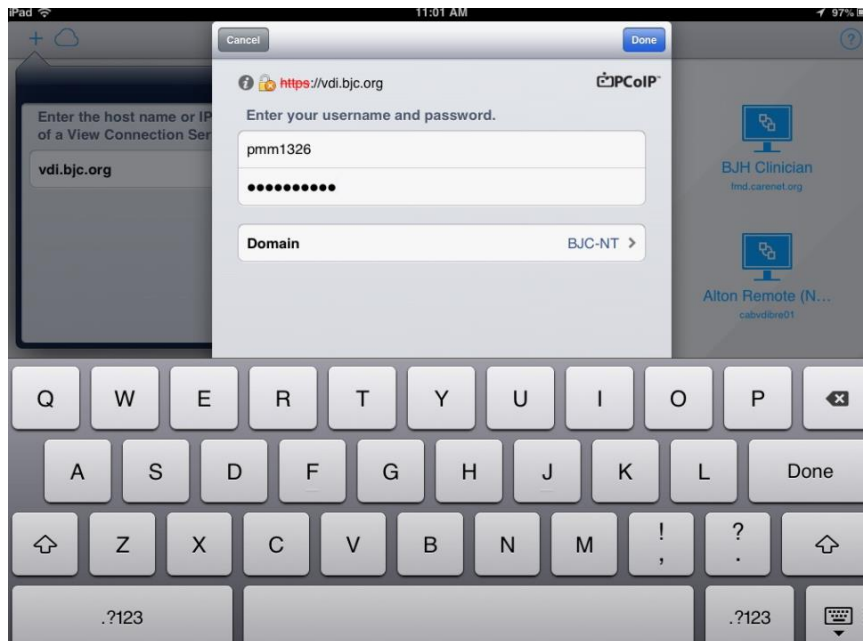 iPad 11:01 AM 97%
Cancel Done
https://vdi.bjc.org PCoIP™
Enter your username and password.
pmm1326
••••••••••
Domain BJC-NT >
Enter the host name or IP
of a View Connection Ser
vdi.bjc.org
BJH Clinician
fmd.carenet.org
Alton Remote (N...
cabvdibre01
Q W E R T Y U I O P
A S D F G H J K L Done
Z X C V B N M ! , ? .
.?123 .?123